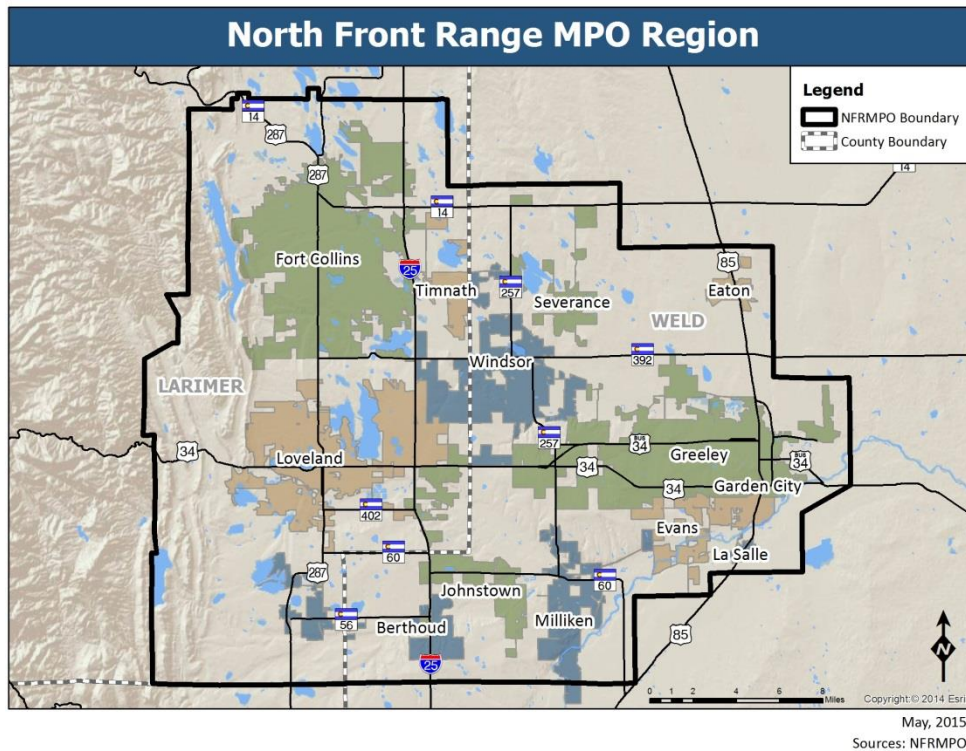 North Front Range MPO Region
Legend
NFRMPO Boundary
County Boundary
14
287
14
287
14
Fort Collins
25
85
Timnath
257
Severance
Eaton
WELD
Windsor
392
LARIMER
34
Loveland
257
BUS 34
Greeley
BUS 34
34
34
Garden City
402
Evans
60
La Salle
287
Johnstown
60
56
Berthoud
Milliken
85
25
N
0 1 2 4 6 8
Miles
Copyright:© 2014 Esri
May, 2015
Sources: NFRMPO